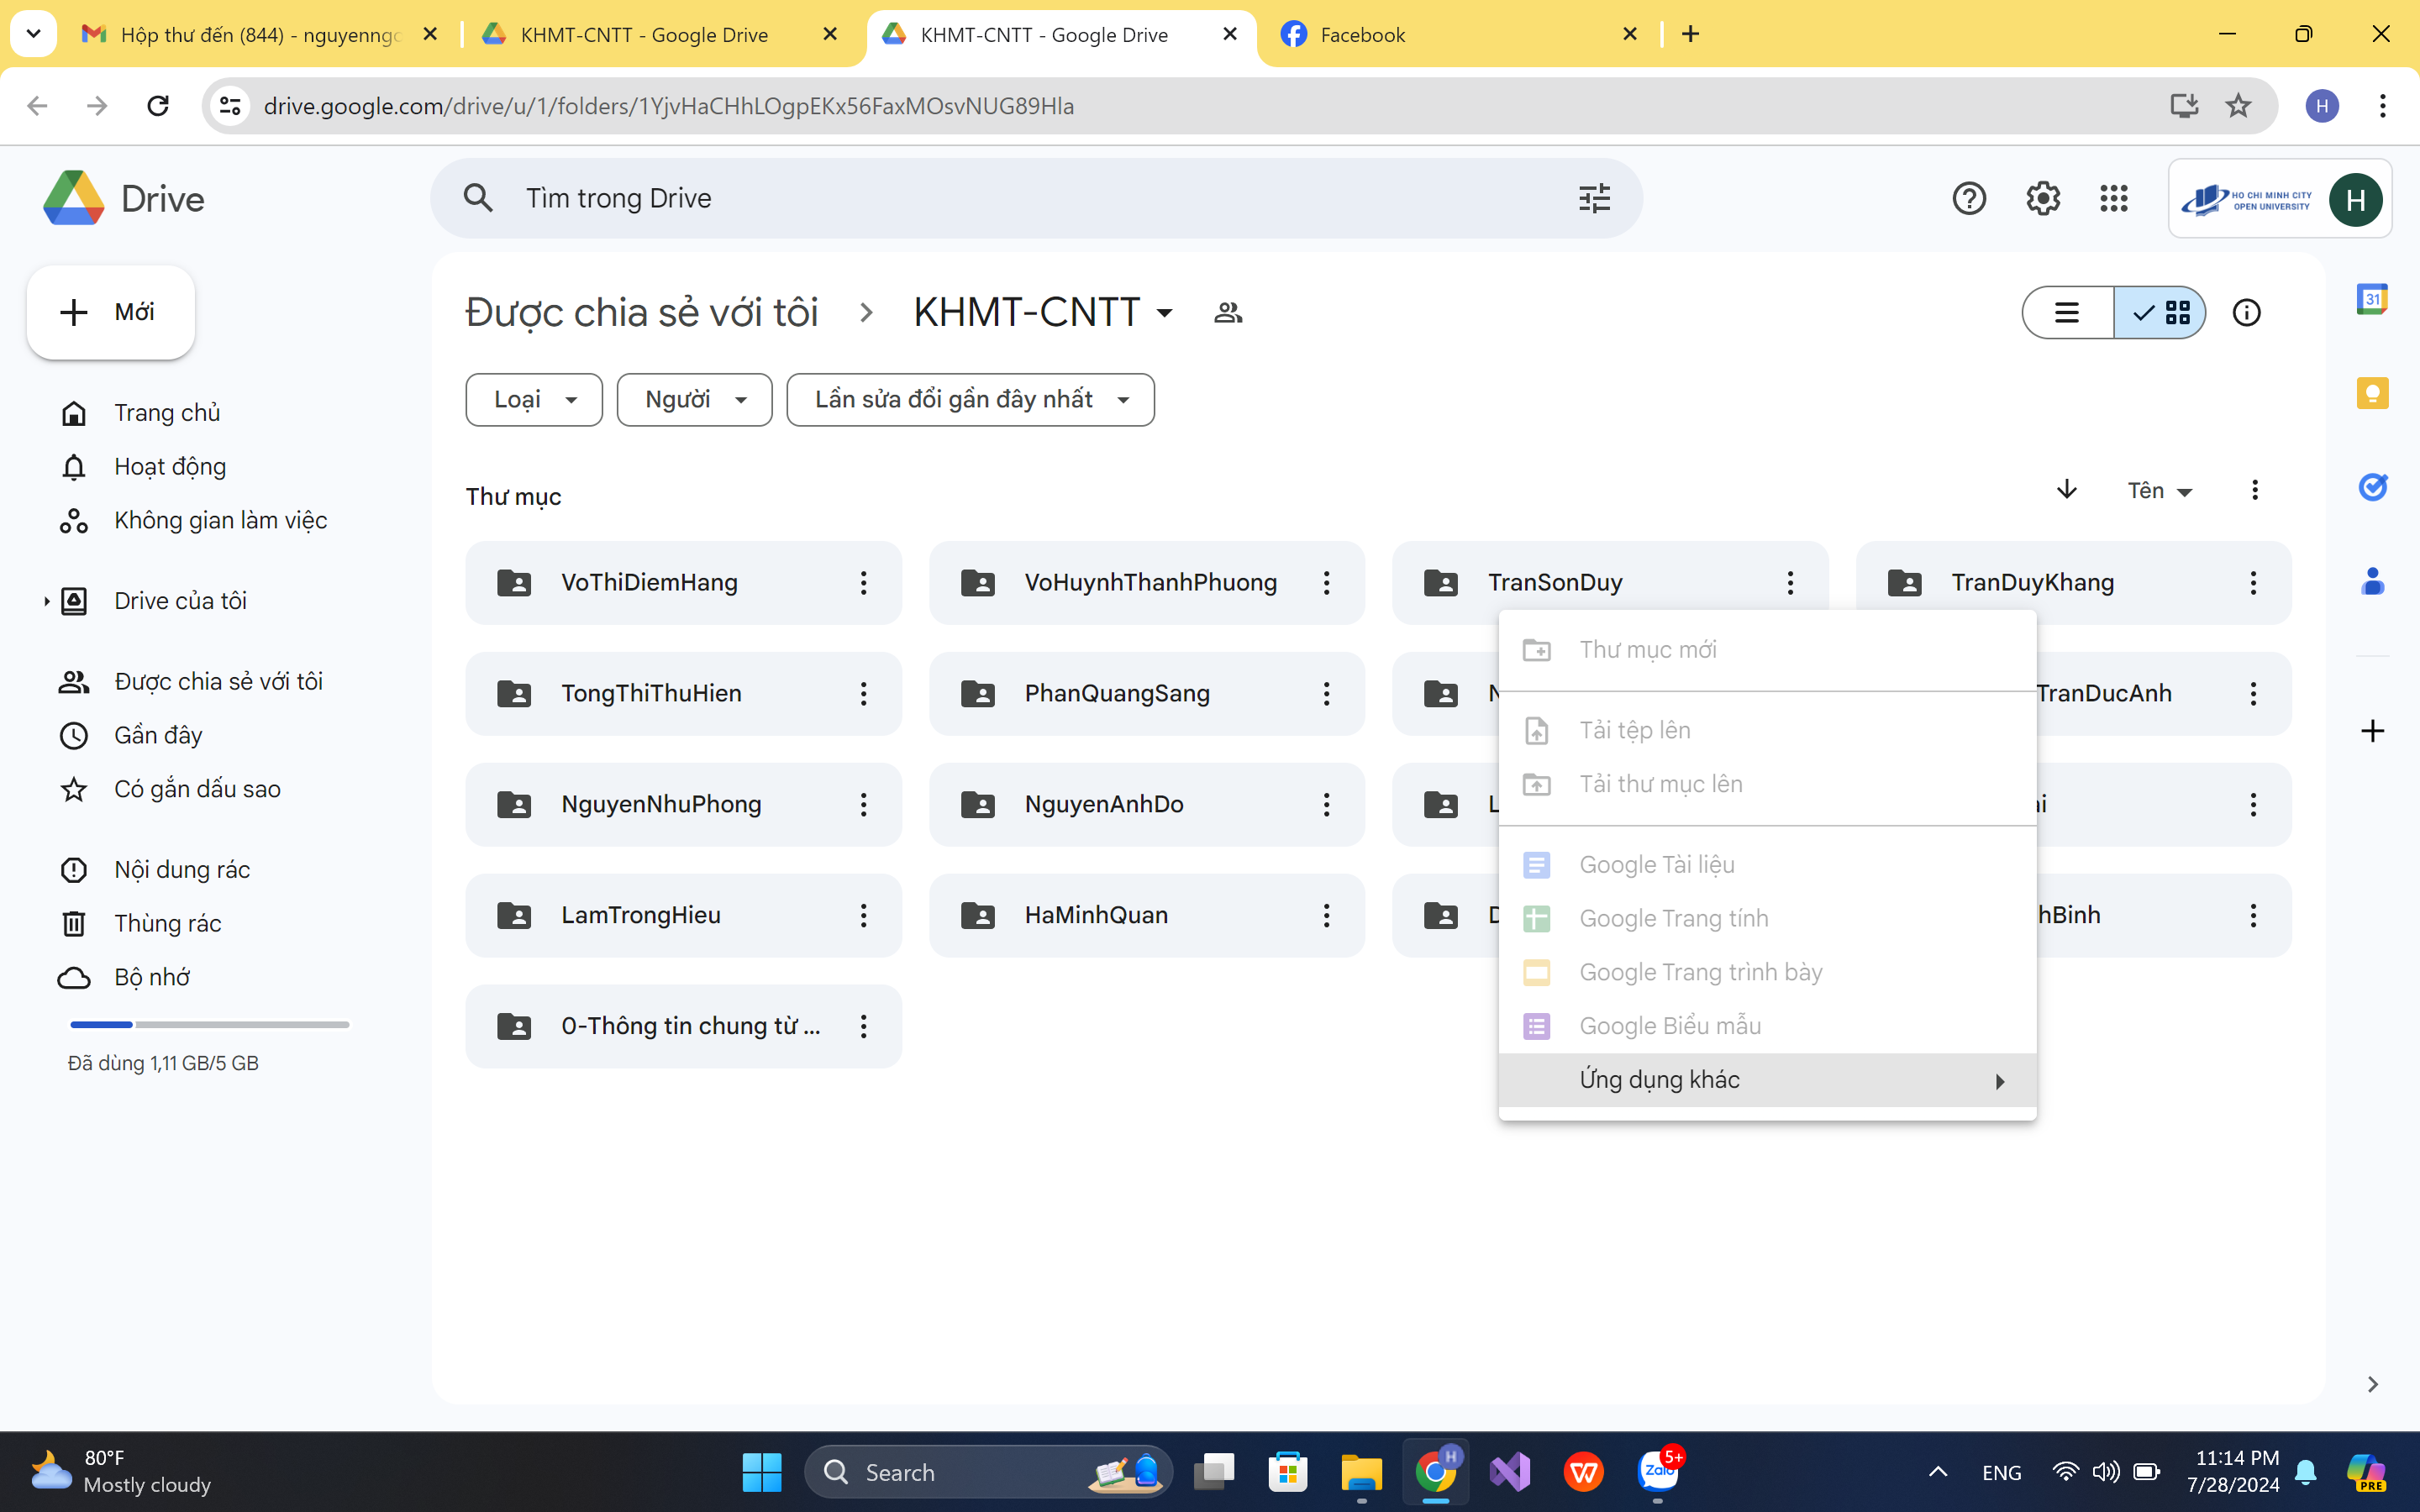 Hộp thư đến (844) - nguyenngc
KHMT-CNTT - Google Drive
KHMT-CNTT - Google Drive
Facebook
drive.google.com/drive/u/1/folders/1YjvHaCHhLOgpEKx56FaxMOsvNUG89Hla
H
Drive
Tìm trong Drive
HO CHI MINH CITY
OPEN UNIVERSITY
H
Mới
Được chia sẻ với tôi
KHMT-CNTT
31
Loại
Người
Lần sửa đổi gần đây nhất
Trang chủ
Hoạt động
Không gian làm việc
Drive của tôi
Được chia sẻ với tôi
Gần đây
Có gắn dấu sao
Nội dung rác
Thùng rác
Bộ nhớ
Đã dùng 1,11 GB/5 GB
Thư mục
Tên
VoThiDiemHang
VoHuynhThanhPhuong
TranSonDuy
TranDuyKhang
TongThiThuHien
PhanQuangSang
N
TranDucAnh
NguyenNhuPhong
NguyenAnhDo
L
ai
LamTrongHieu
HaMinhQuan
D
hBinh
0-Thông tin chung từ ...
Thư mục mới
Tải tệp lên
Tải thư mục lên
Google Tài liệu
Google Trang tính
Google Trang trình bày
Google Biểu mẫu
Ứng dụng khác
80°F
Mostly cloudy
Search
H
Zalo
5+
ENG
11:14 PM
7/28/2024
PRE